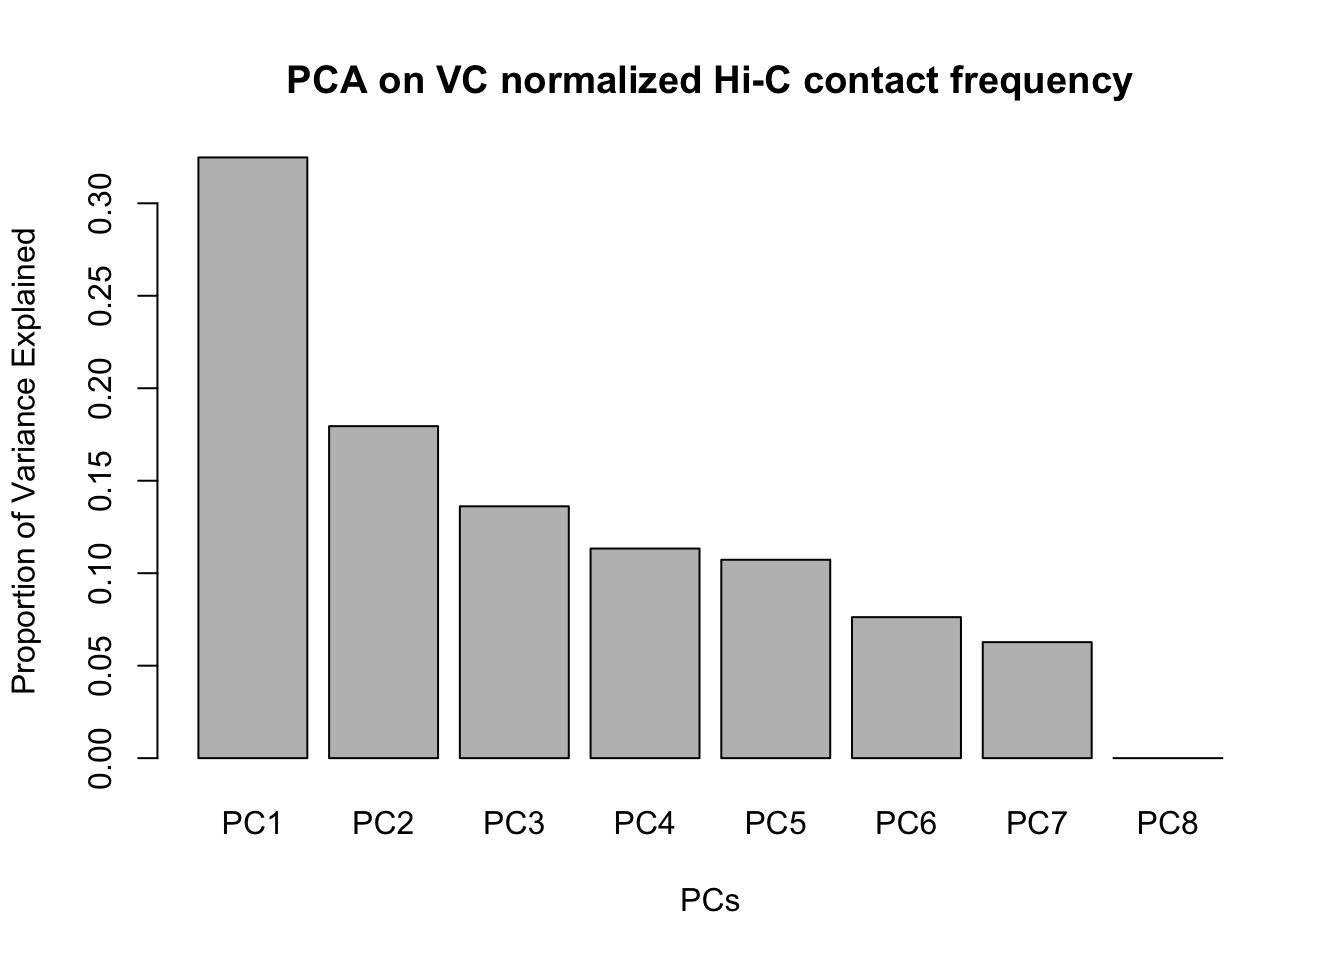 PCA on VC normalized Hi-C contact frequency
Proportion of Variance Explained
0.30
0.25
0.20
0.15
0.10
0.05
0.00
PC1 PC2 PC3 PC4 PC5 PC6 PC7 PC8
PCs